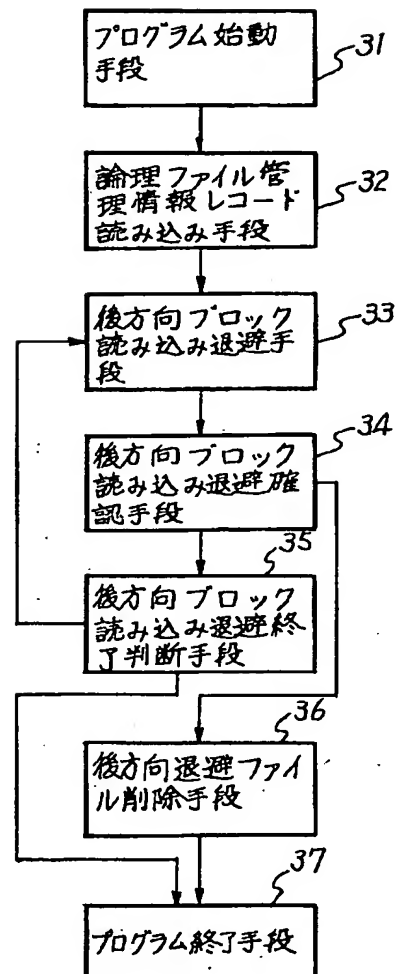 プログラム始動
手段
31
論理ファイル管
理情報レコード
読み込み手段
32
後方向ブロック
読み込み退避手
段
33
後方向ブロック
読み込み退避確
認手段
34
後方向ブロック
読み込み退避終
了判断手段
35
後方向退避ファイ
ル削除手段
36
プログラム終了手段
37